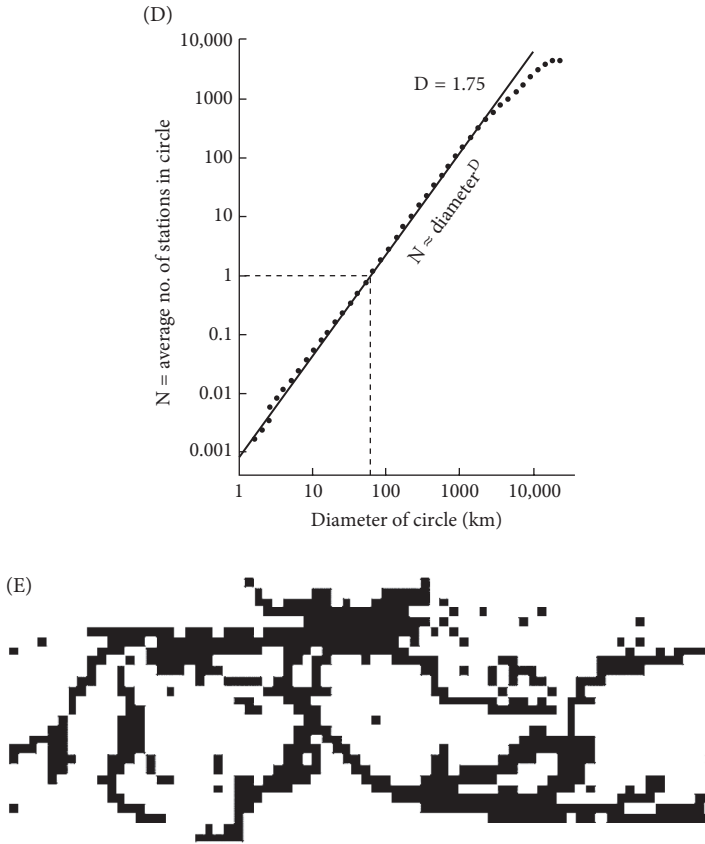 (D)
10,000
1000
100
10
1
0.1
0.01
0.001
N = average no. of stations in circle
D = 1.75
N ≈ diameter^D
1 10 100 1000 10,000
Diameter of circle (km)
(E)